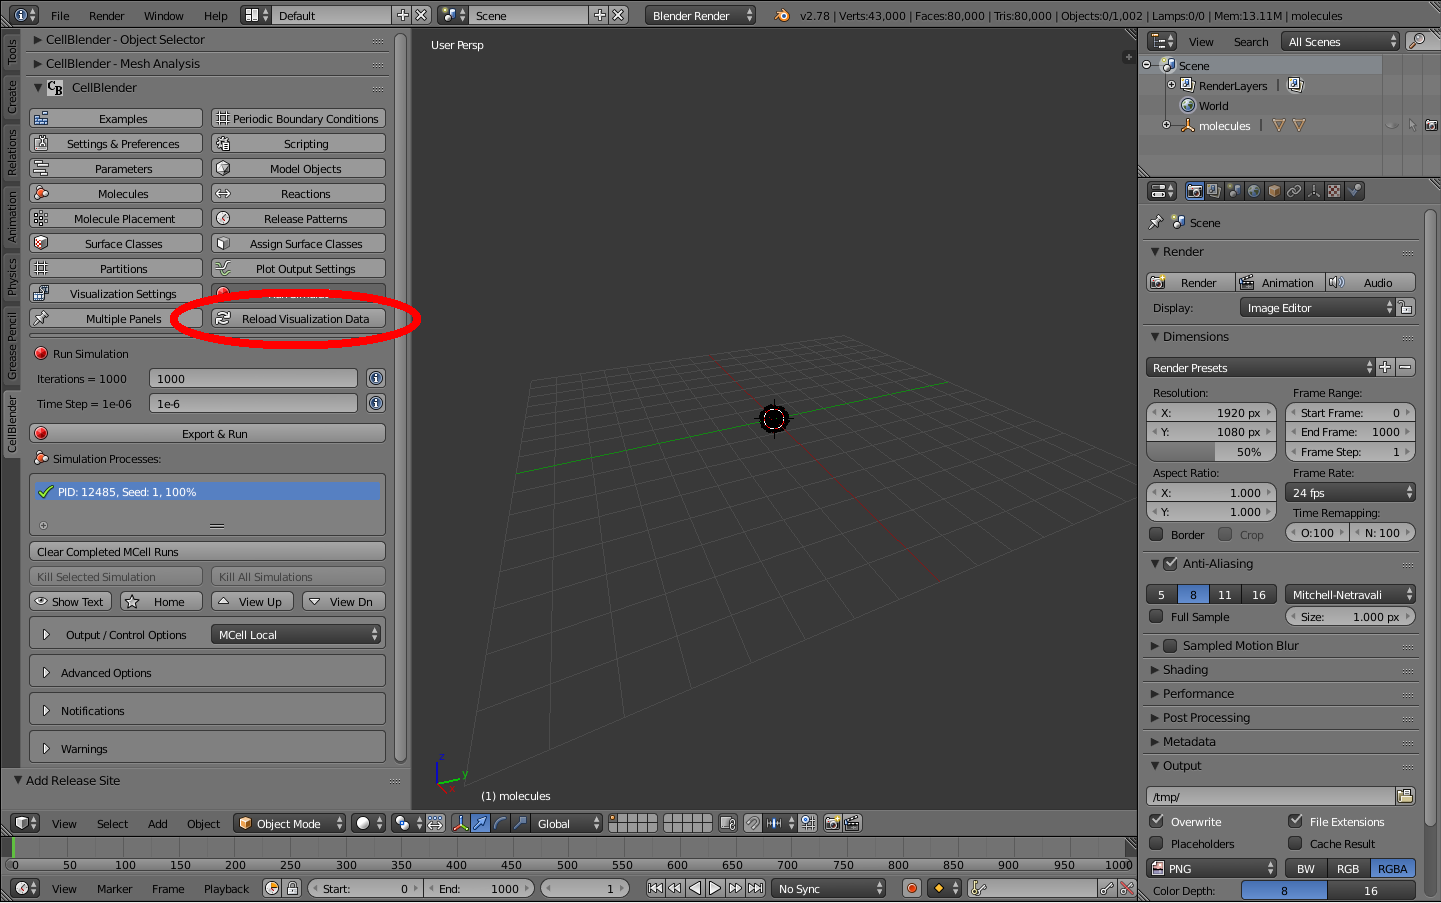 File Render Window Help Default Scene Blender Render v2.78 | Verts:43,000 | Faces:80,000 | Tris:80,000 | Objects:0/1,002 | Lamps:0/0 | Mem:13.11M | molecules
Tools
Create
Relations
Animation
Physics
Grease Pencil
CellBlender
CellBlender - Object Selector
CellBlender - Mesh Analysis
CB CellBlender
Examples Periodic Boundary Conditions
Settings & Preferences Scripting
Parameters Model Objects
Molecules Reactions
Molecule Placement Release Patterns
Surface Classes Assign Surface Classes
Partitions Plot Output Settings
Visualization Settings
Multiple Panels Reload Visualization Data
Run Simulation
Iterations = 1000 1000
Time Step = 1e-06 1e-6
Export & Run
Simulation Processes:
PID: 12485, Seed: 1, 100%
Clear Completed MCell Runs
Kill Selected Simulation Kill All Simulations
Show Text Home View Up View Dn
Output / Control Options MCell Local
Advanced Options
Notifications
Warnings
Add Release Site
User Persp
z
y
x
(1) molecules
View Select Add Object Object Mode Global
0 50 100 150 200 250 300 350 400 450 500 550 600 650 700 750 800 850 900 950 1000
View Marker Frame Playback Start: 0 End: 1000 1 No Sync
View Search All Scenes
Scene
RenderLayers |
World
molecules |
Scene
Render
Render Animation Audio
Display: Image Editor
Dimensions
Render Presets
Resolution: Frame Range:
X: 1920 px Start Frame: 0
Y: 1080 px End Frame: 1000
50% Frame Step: 1
Aspect Ratio: Frame Rate:
X: 1.000 24 fps
Y: 1.000 Time Remapping:
Border Crop O:100 N: 100
Anti-Aliasing
5 8 11 16 Mitchell-Netravali
Full Sample Size: 1.000 px
Sampled Motion Blur
Shading
Performance
Post Processing
Metadata
Output
/tmp/
Overwrite File Extensions
Placeholders Cache Result
PNG BW RGB RGBA
Color Depth: 8 16